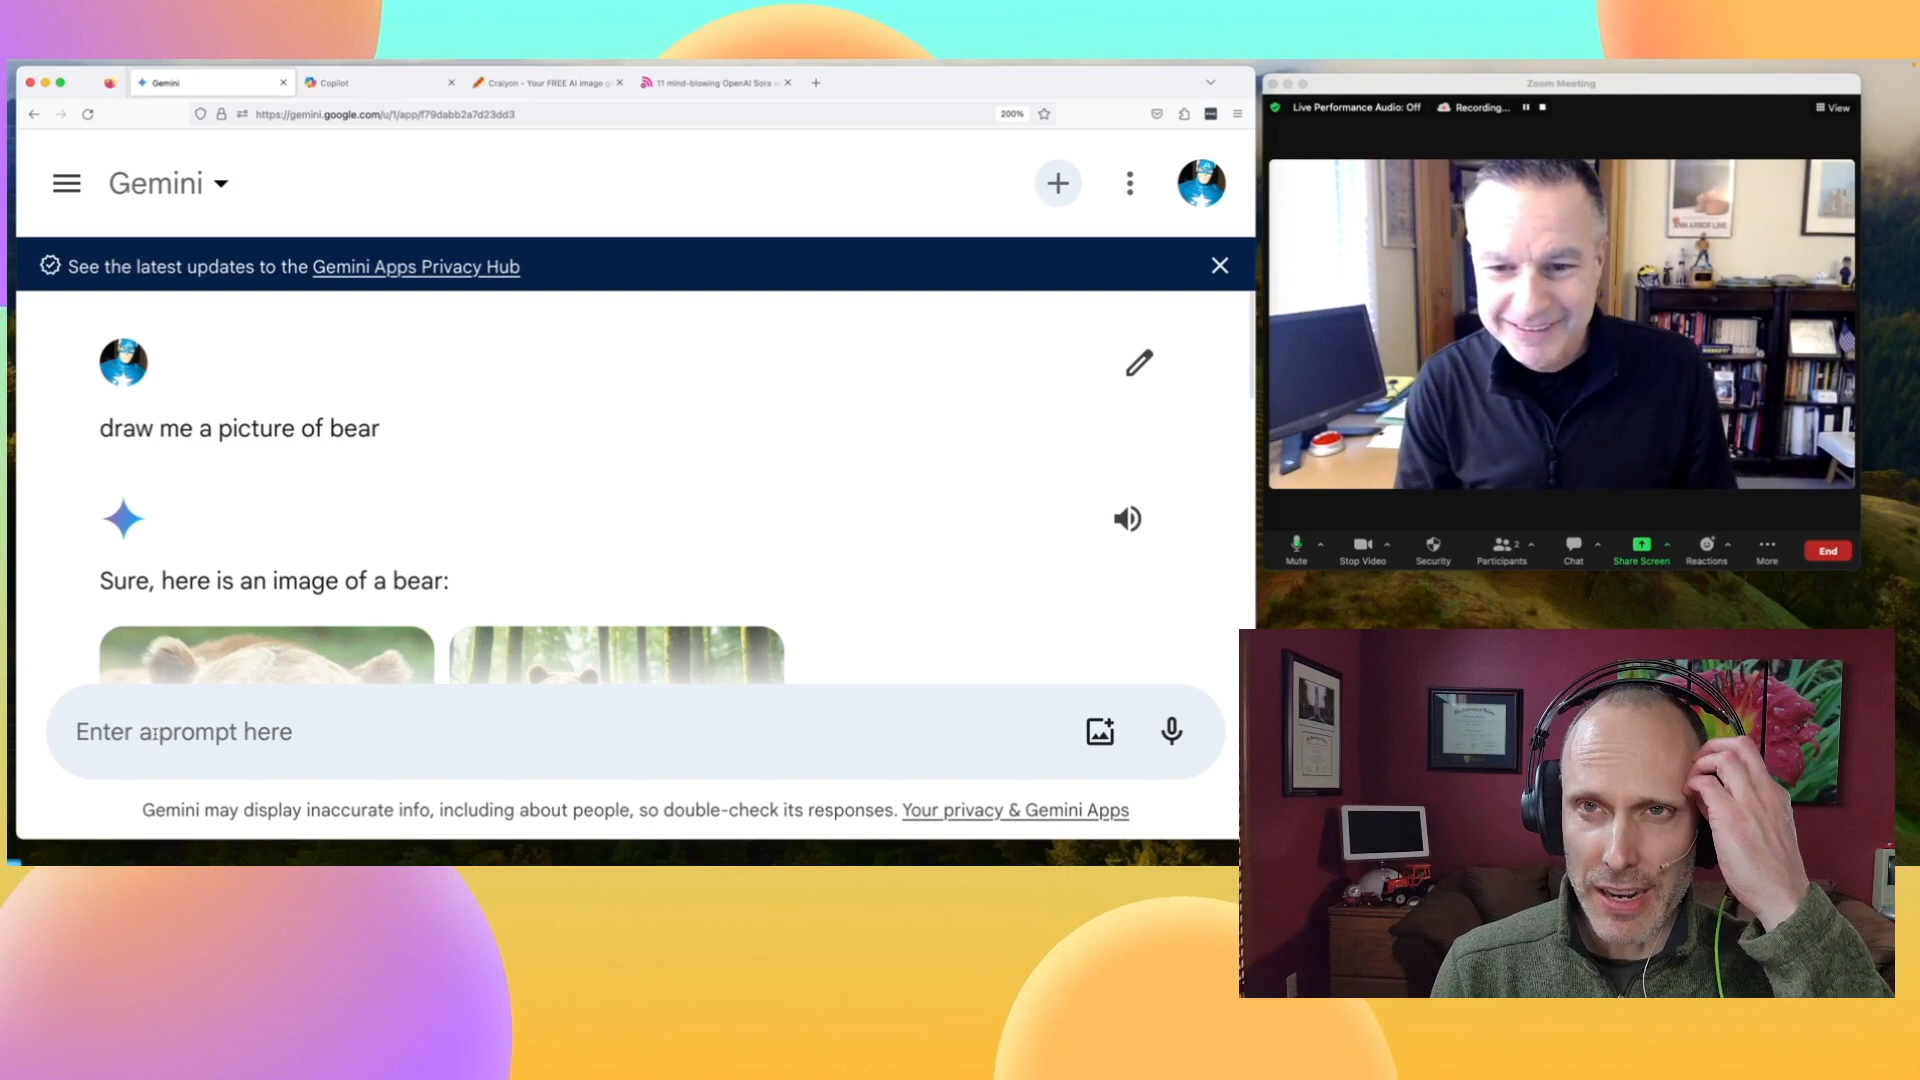 Gemini
Copilot
Craiyon - Your FREE AI image g
11 mind-blowing OpenAI Sora
https://gemini.google.com/u/1/app/f79dabb2a7d23dd3
200%
Gemini
See the latest updates to the Gemini Apps Privacy Hub
draw me a picture of bear
Sure, here is an image of a bear:
Enter a prompt here
Gemini may display inaccurate info, including about people, so double-check its responses. Your privacy & Gemini Apps
Zoom Meeting
Live Performance Audio: Off
Recording...
View
ANN ARBOR LINE
Mute
Stop Video
Security
Participants
2
Chat
Share Screen
Reactions
More
End